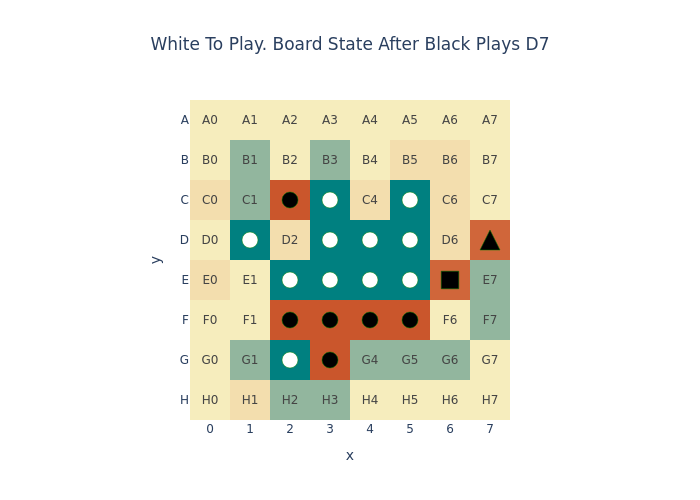 White To Play. Board State After Black Plays D7
A A0 A1 A2 A3 A4 A5 A6 A7
B B0 B1 B2 B3 B4 B5 B6 B7
C C0 C1 C4 C6 C7
D D0 D2 D6
E E0 E1 E7
F F0 F1 F6 F7
G G0 G1 G4 G5 G6 G7
H H0 H1 H2 H3 H4 H5 H6 H7
0 1 2 3 4 5 6 7
x
y